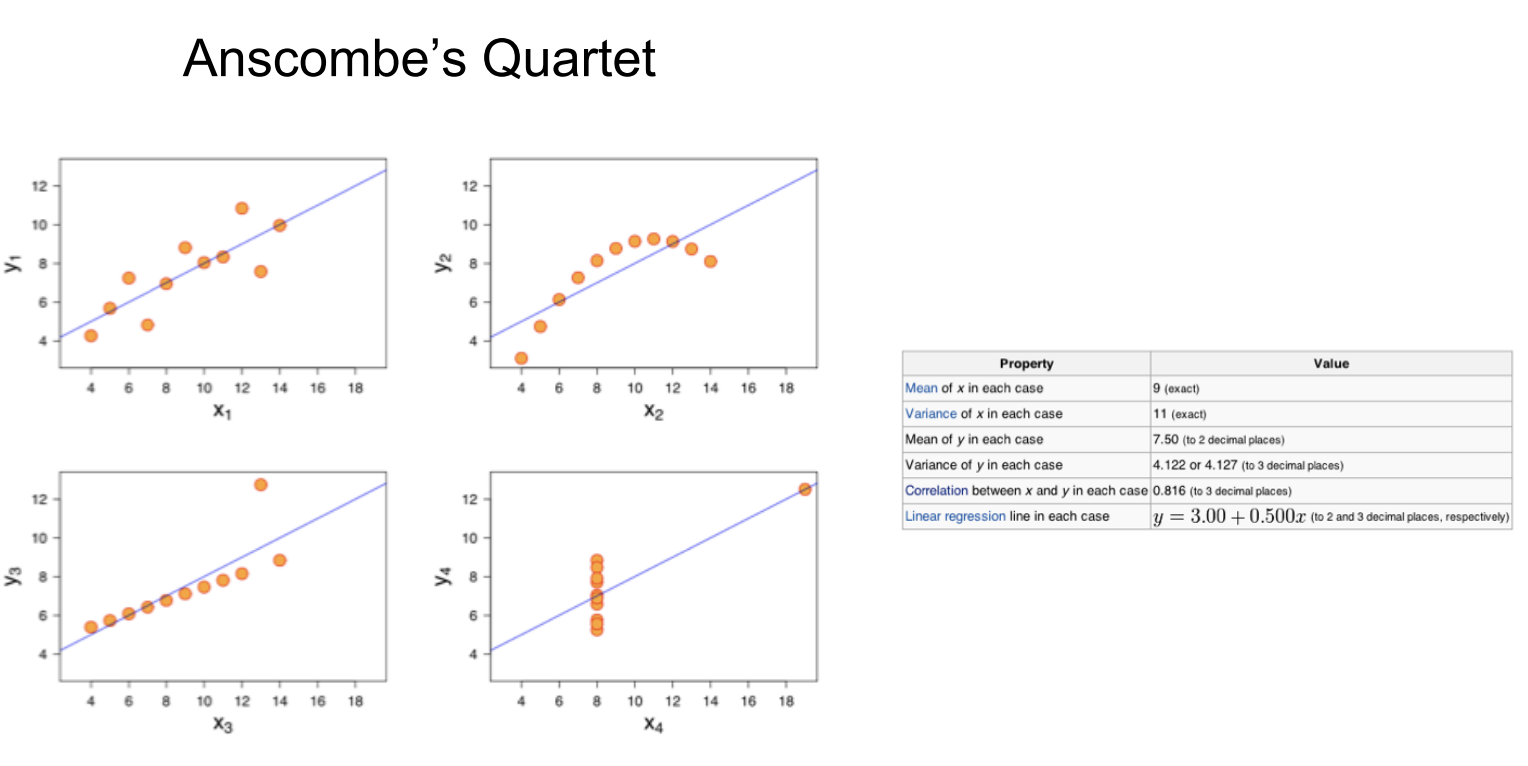 Anscombe’s Quartet
12
10
8
6
4
y1
4 6 8 10 12 14 16 18
x1
12
10
8
6
4
y2
4 6 8 10 12 14 16 18
x2
12
10
8
6
4
y3
4 6 8 10 12 14 16 18
x3
12
10
8
6
4
y4
4 6 8 10 12 14 16 18
x4
Property Value
Mean of x in each case 9 (exact)
Variance of x in each case 11 (exact)
Mean of y in each case 7.50 (to 2 decimal places)
Variance of y in each case 4.122 or 4.127 (to 3 decimal places)
Correlation between x and y in each case 0.816 (to 3 decimal places)
Linear regression line in each case y = 3.00 + 0.500x (to 2 and 3 decimal places, respectively)